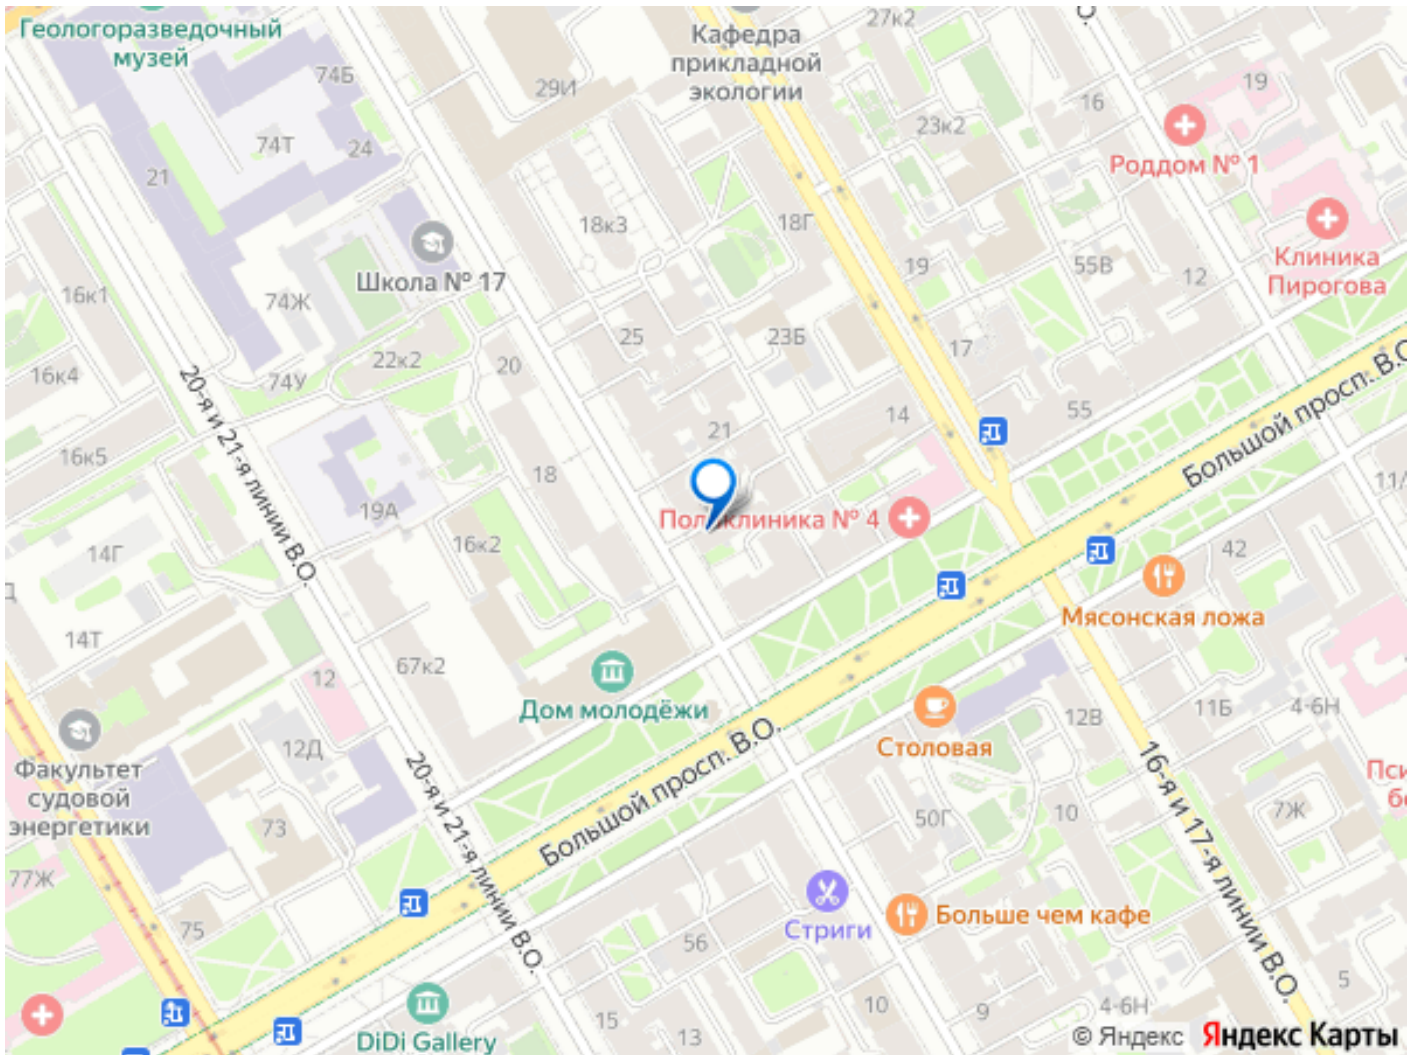 Геологоразведочный
музей
Кафедра
прикладной
экологии
27к2
74Б
29И
19
16
23к2
74Т
24
21
Роддом № 1
18к3
18Г
Школа № 17
19
55В
12
Клиника
Пирогова
16к1
74Ж
25
23Б
17
22к2
20
16к4
74У
14
55
21
20-я и 21-я линии В.О.
Большой просп. В.О.
16к5
18
11/
19А
Поликлиника № 4
14Г
16к2
42
14Т
Мясонская ложа
67к2
12
Дом молодёжи
11Б
4-6Н
12В
12Д
Столовая
Факультет
судовой
энергетики
20-я и 21-я линии В.О.
Большой просп. В.О.
16-я и 17-я линии В.О.
73
50Г
10
7Ж
77Ж
75
Стриги
Больше чем кафе
56
5
10
9
4-6Н
15
13
DiDi Gallery
© Яндекс Яндекс Карты